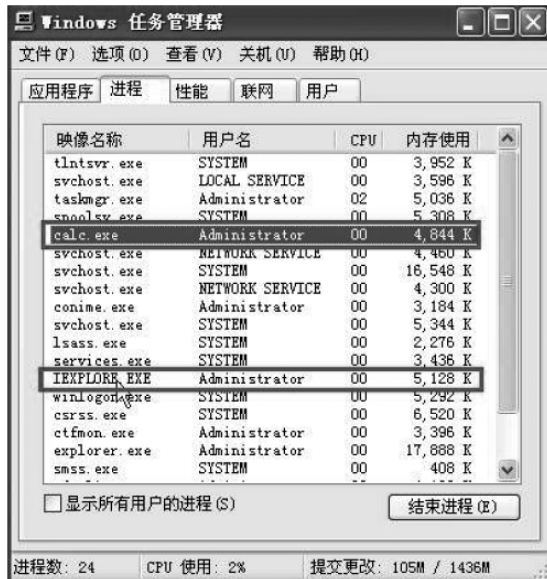 Windows 任务管理器
文件(F) 选项(O) 查看(V) 关机(U) 帮助(H)
应用程序 进程 性能 联网 用户
映像名称 用户名 CPU 内存使用
tlntsvr.exe SYSTEM 00 3,952 K
svchost.exe LOCAL SERVICE 00 3,596 K
taskmgr.exe Administrator 02 5,036 K
spoolsv.exe SYSTEM 00 5,308 K
calc.exe Administrator 00 4,844 K
svchost.exe NETWORK SERVICE 00 4,460 K
svchost.exe SYSTEM 00 16,548 K
svchost.exe NETWORK SERVICE 00 4,300 K
conime.exe Administrator 00 3,184 K
svchost.exe SYSTEM 00 5,344 K
lsass.exe SYSTEM 00 2,276 K
services.exe SYSTEM 00 3,436 K
IEXPLORE.EXE Administrator 00 5,128 K
winlogon.exe SYSTEM 00 5,292 K
csrss.exe SYSTEM 00 6,520 K
ctfmon.exe Administrator 00 3,396 K
explorer.exe Administrator 00 17,888 K
smss.exe SYSTEM 00 408 K
显示所有用户的进程(S) 结束进程(E)
进程数: 24 CPU 使用: 2% 提交更改: 105M / 1436M